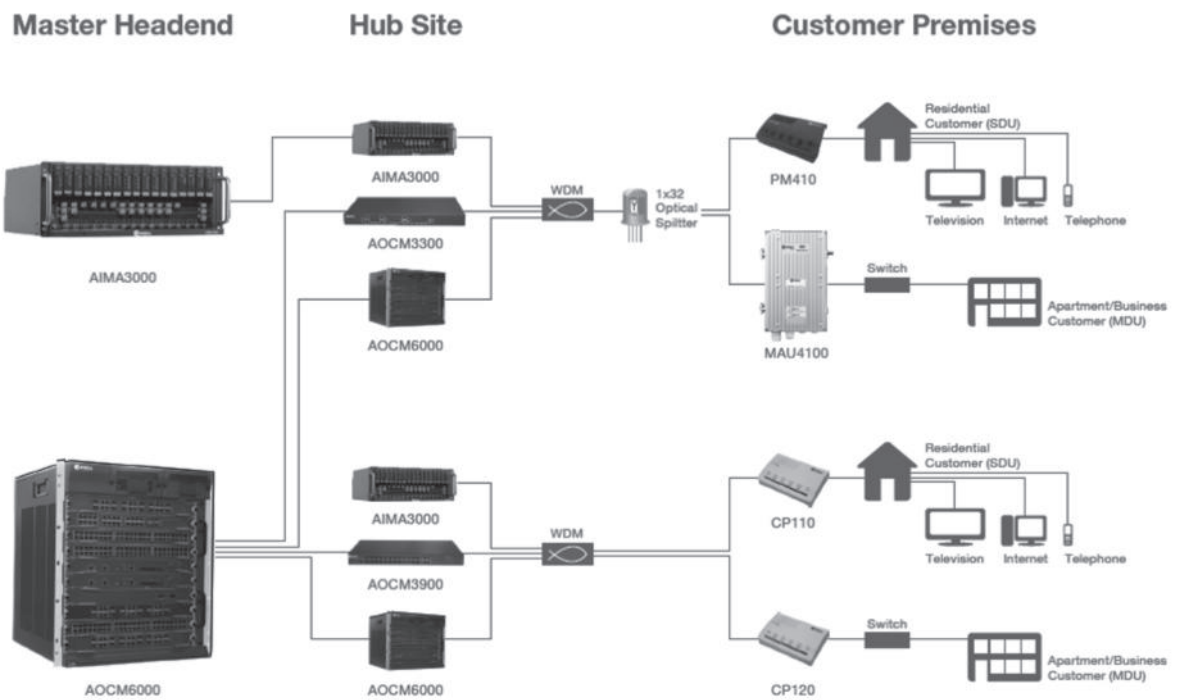 Master Headend
Hub Site
Customer Premises
AIMA3000
AIMA3000
AOCM3300
AOCM6000
WDM
1x32
Optical
Spiltter
PM410
Residential
Customer (SDU)
Television
Internet
Telephone
MAU4100
Switch
Apartment/Business
Customer (MDU)
AOCM6000
AIMA3000
AOCM3900
AOCM6000
WDM
CP110
Residential
Customer (SDU)
Television
Internet
Telephone
CP120
Switch
Apartment/Business
Customer (MDU)